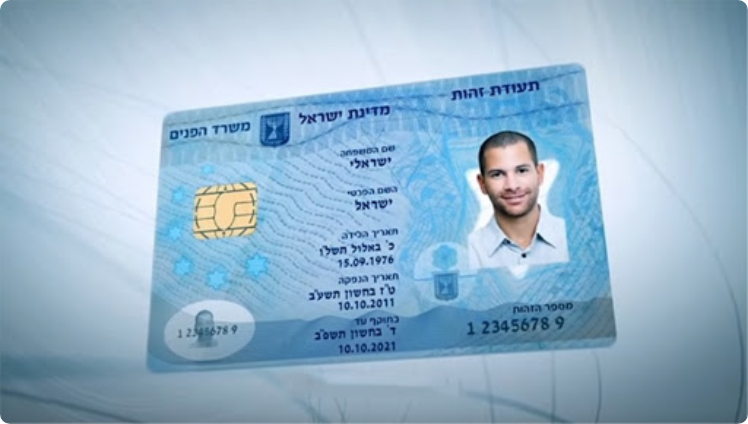 תעודת זהות
מדינת ישראל
משרד הפנים
שם המשפחה
ישראלי
השם הפרטי
ישראל
תאריך הלידה
כ' באלול תשל"ו
15.09.1976
תאריך הנפקה
ט"ז בחשון תשע"ב
10.10.2011
בתוקף עד
ד' בחשון תשפ"ב
10.10.2021
מספר הזהות
1 2345678 9
1 2345678 9